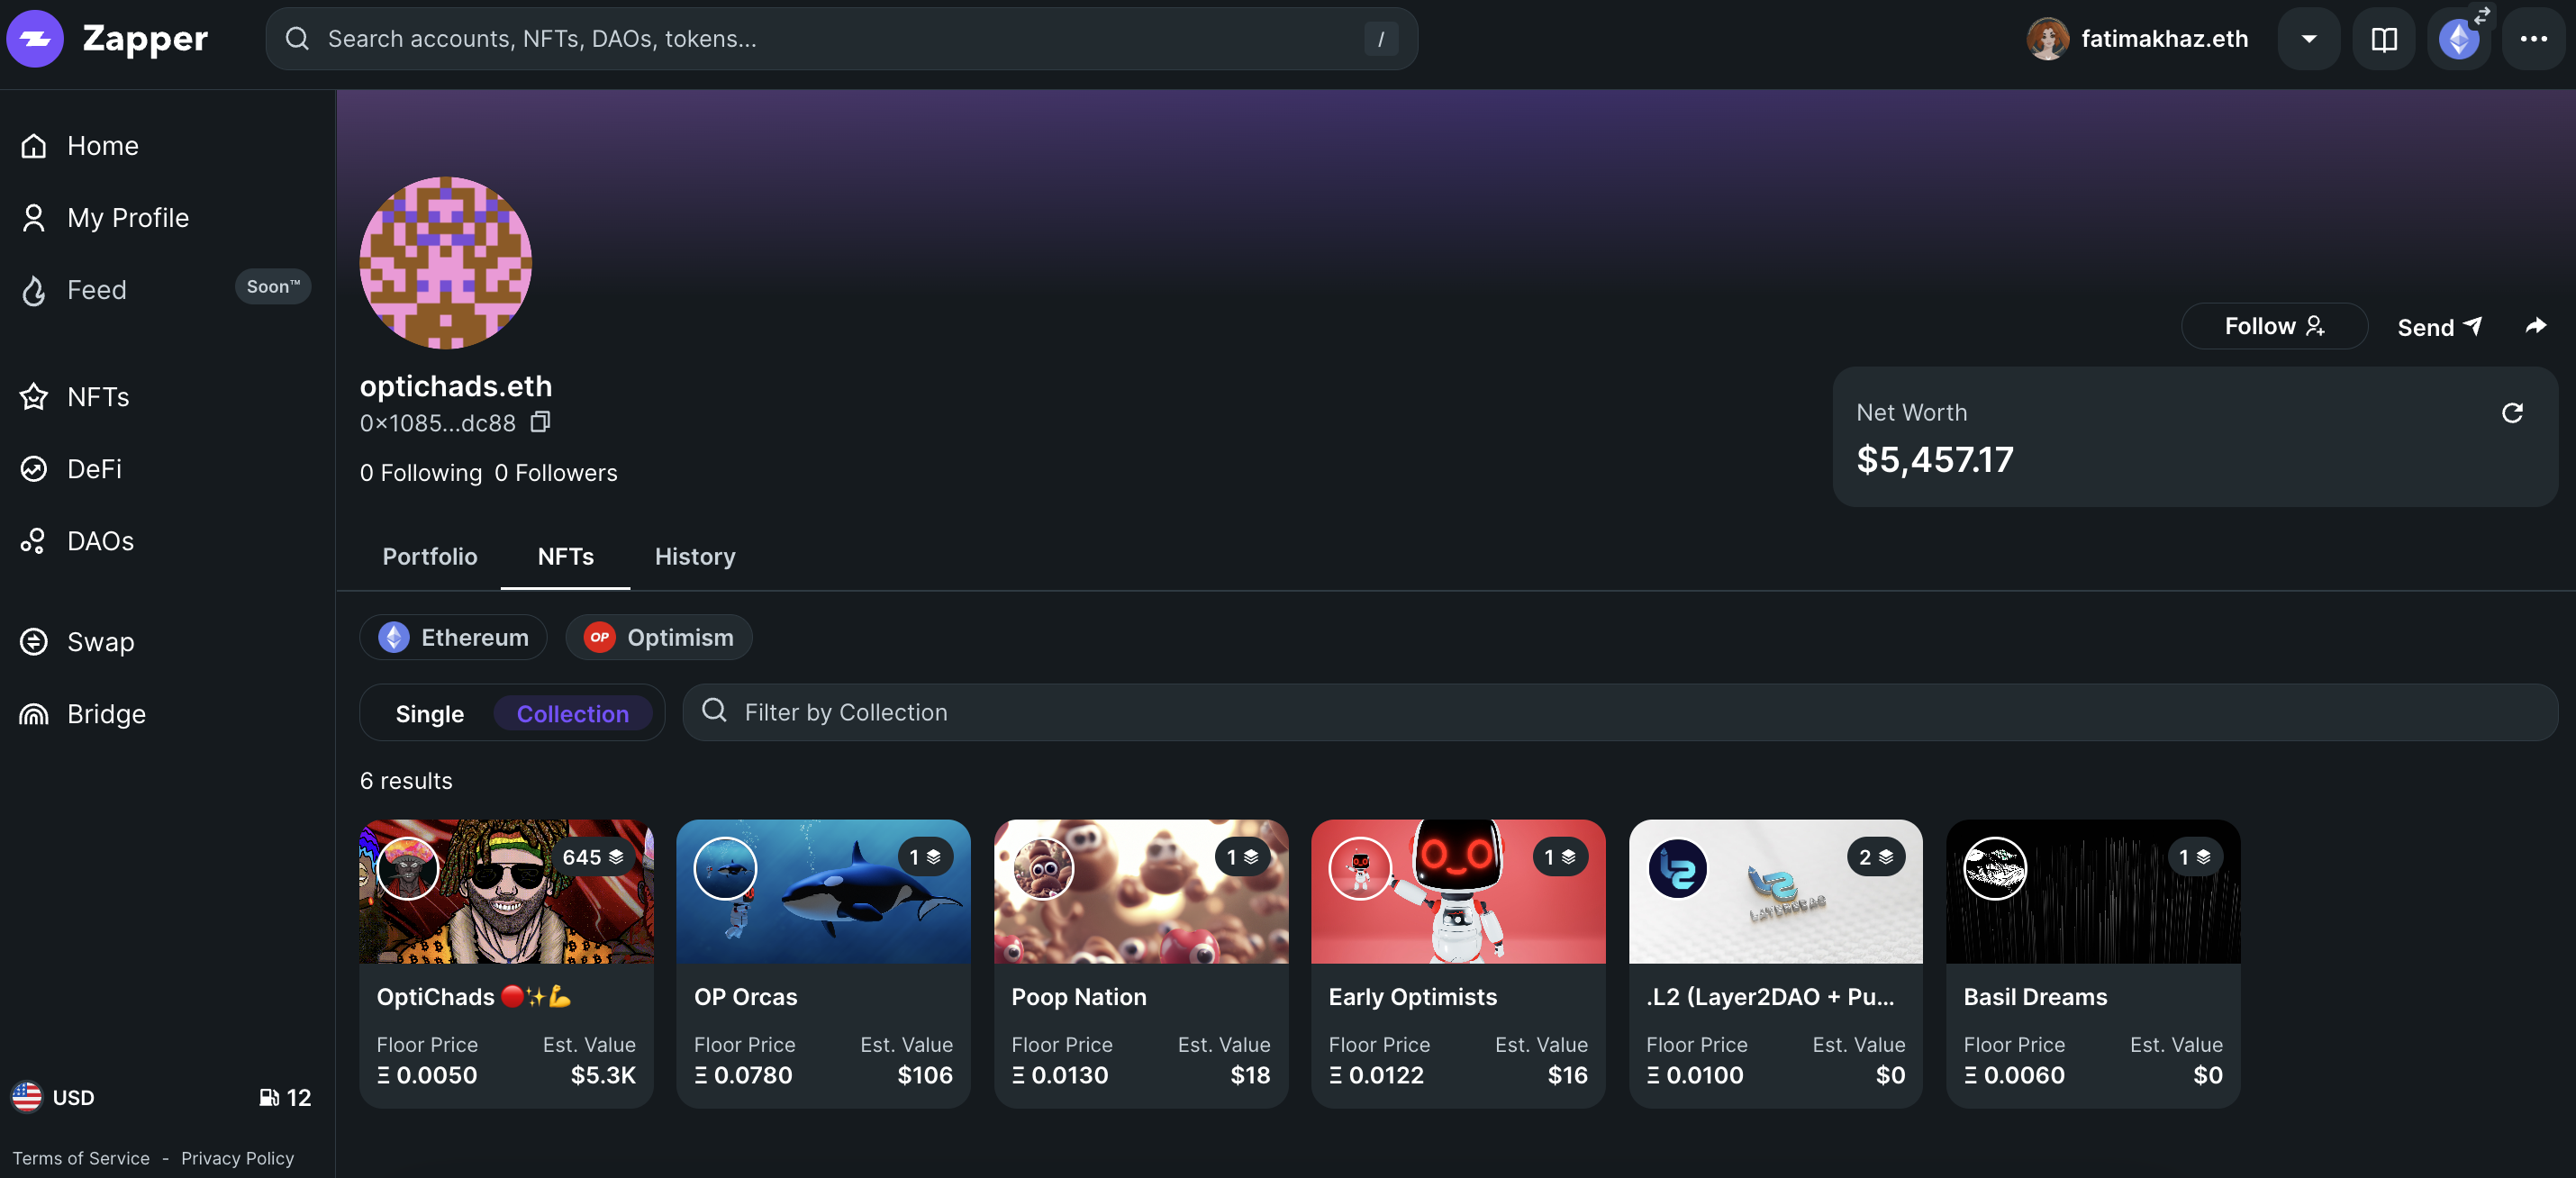 Zapper
Search accounts, NFTs, DAOs, tokens...
/
fatimakhaz.eth
Home
My Profile
Feed
Soon™
NFTs
DeFi
DAOs
Swap
Bridge
USD
12
Terms of Service - Privacy Policy
optichads.eth
0×1085...dc88
0 Following 0 Followers
Follow
Send
Net Worth
$5,457.17
Portfolio
NFTs
History
Ethereum
OP Optimism
Single
Collection
Filter by Collection
6 results
645
OptiChads 🔴✨💪
Floor Price Est. Value
Ξ 0.0050 $5.3K
1
OP Orcas
Floor Price Est. Value
Ξ 0.0780 $106
1
Poop Nation
Floor Price Est. Value
Ξ 0.0130 $18
1
Early Optimists
Floor Price Est. Value
Ξ 0.0122 $16
2
L2
LAYER2DAO
.L2 (Layer2DAO + Pu...
Floor Price Est. Value
Ξ 0.0100 $0
1
Basil Dreams
Floor Price Est. Value
Ξ 0.0060 $0